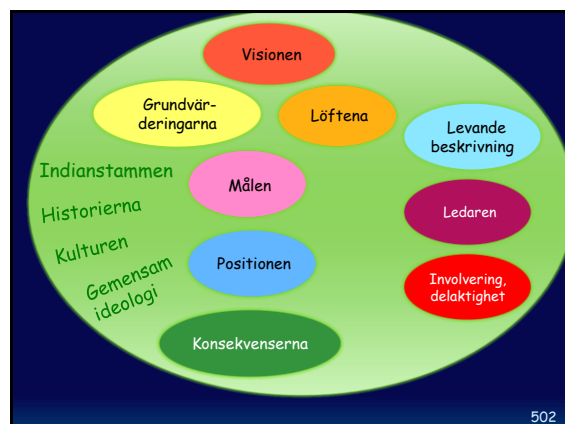 Visionen
Grundvär-
deringarna
Löftena
Levande
beskrivning
Indianstammen
Målen
Historierna
Ledaren
Kulturen
Positionen
Gemensam
ideologi
Involvering,
delaktighet
Konsekvenserna
502